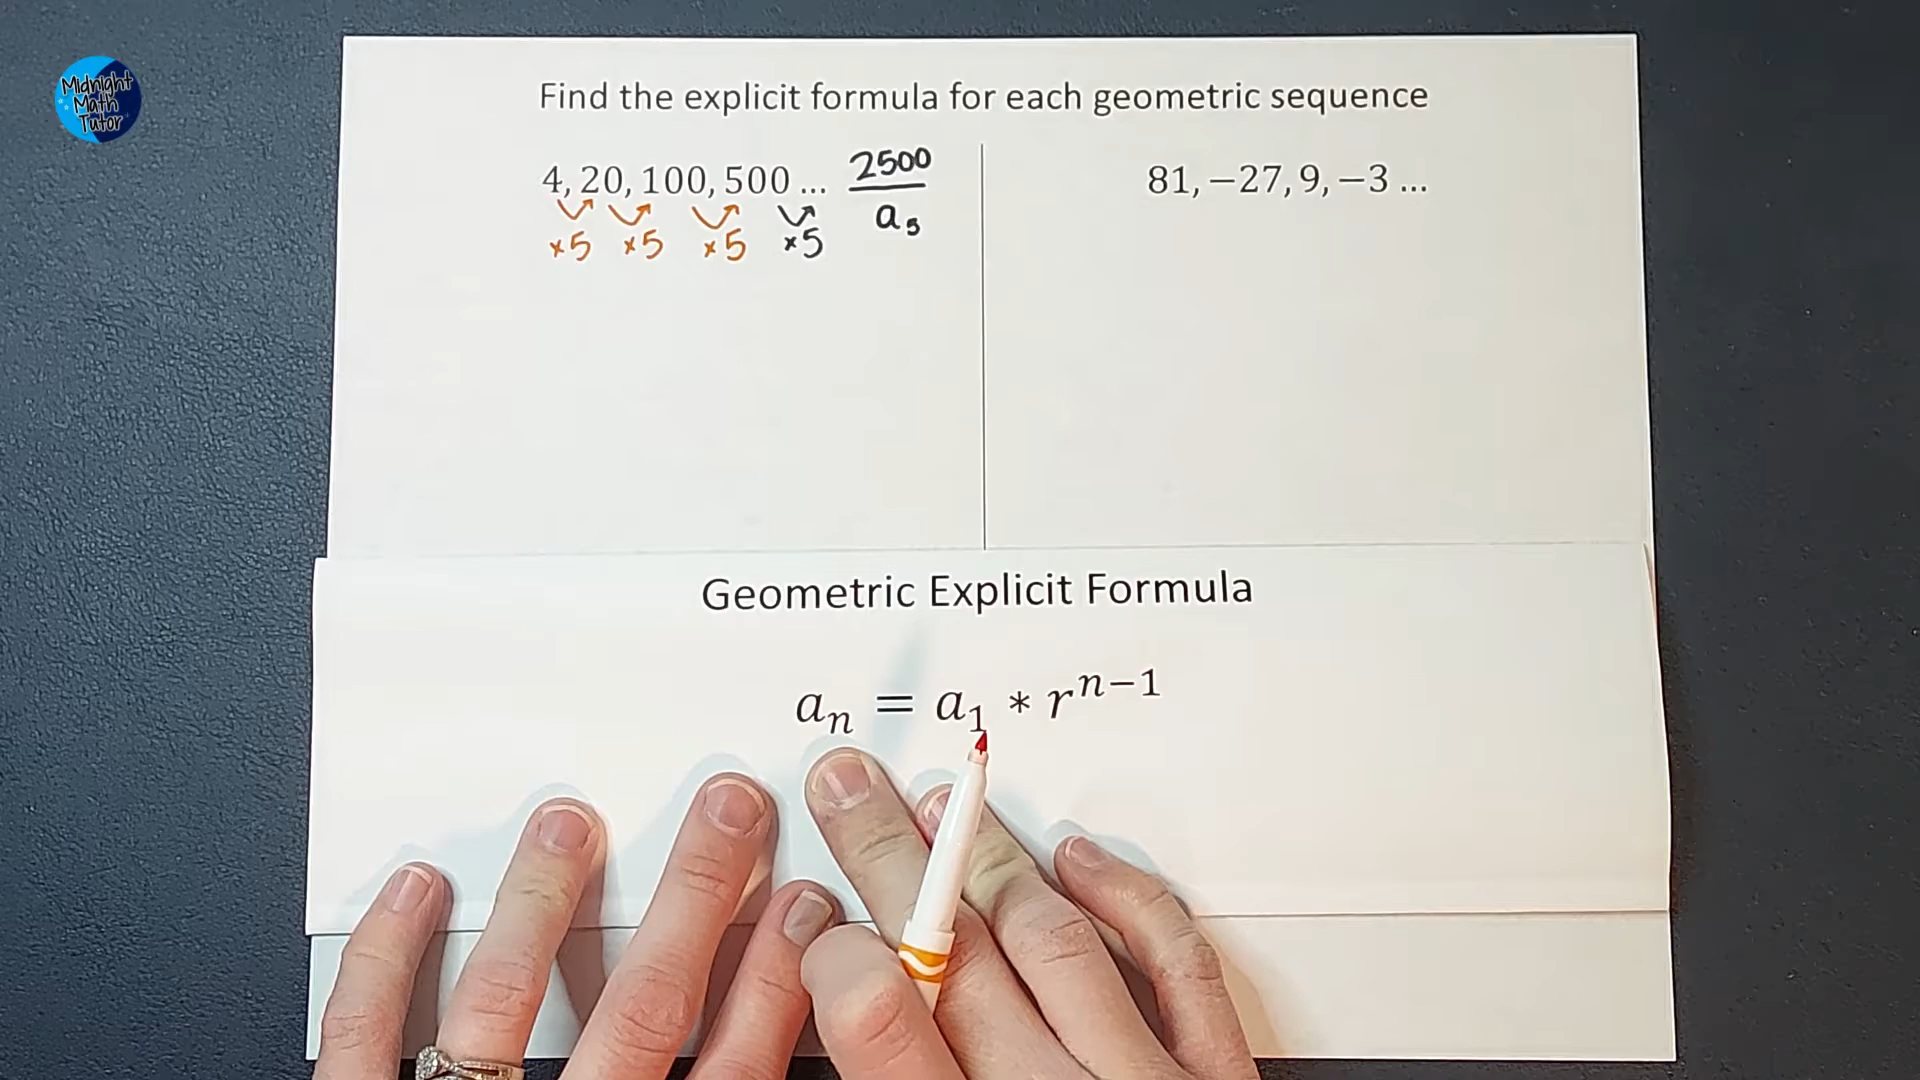 Midnight
Math
Tutor
Find the explicit formula for each geometric sequence
4, 20, 100, 500 ... 2500
a₅
×5 ×5 ×5 ×5
81, −27, 9, −3 ...
Geometric Explicit Formula
aₙ = a₁ * rⁿ⁻¹